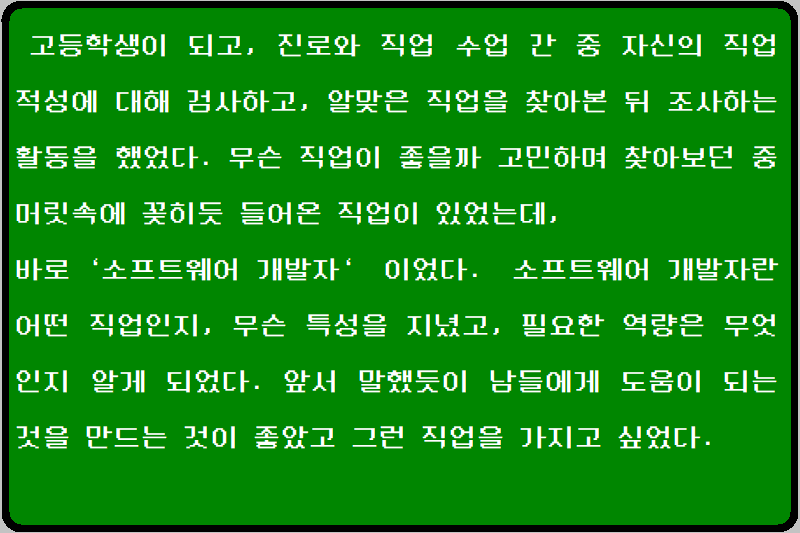 고등학생이 되고, 진로와 직업 수업 간 중 자신의 직업
적성에 대해 검사하고, 알맞은 직업을 찾아본 뒤 조사하는
활동을 했었다. 무슨 직업이 좋을까 고민하며 찾아보던 중
머릿속에 꽂히듯 들어온 직업이 있었는데,
바로 ‘소프트웨어 개발자‘ 이었다. 소프트웨어 개발자란
어떤 직업인지, 무슨 특성을 지녔고, 필요한 역량은 무엇
인지 알게 되었다. 앞서 말했듯이 남들에게 도움이 되는
것을 만드는 것이 좋았고 그런 직업을 가지고 싶었다.